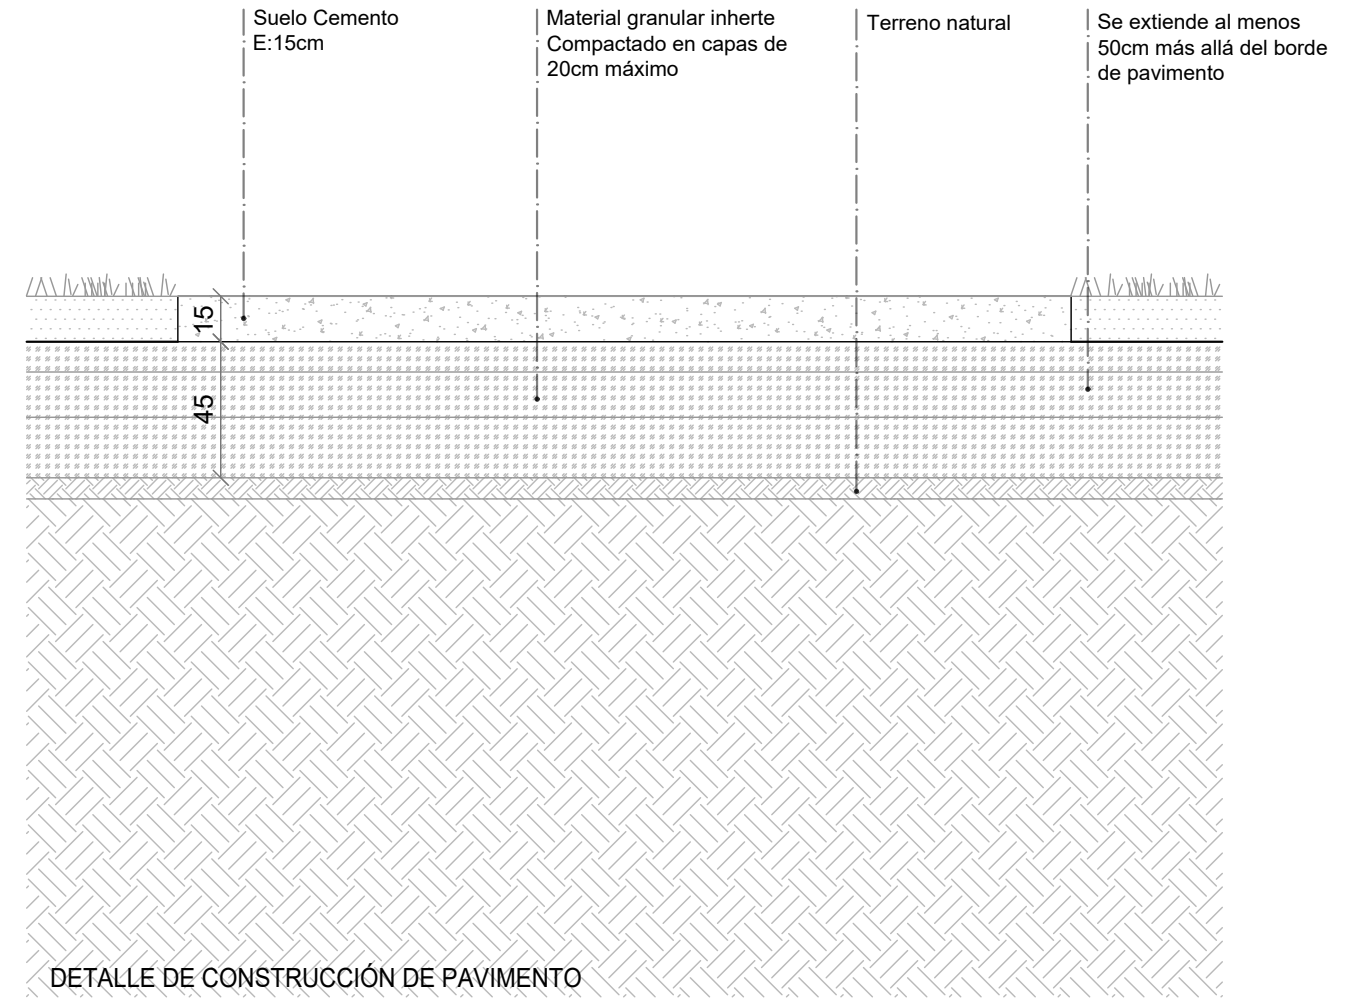 Suelo Cemento
E:15cm
Material granular inherte
Compactado en capas de
20cm máximo
Terreno natural
Se extiende al menos
50cm más allá del borde
de pavimento
15
45
DETALLE DE CONSTRUCCIÓN DE PAVIMENTO